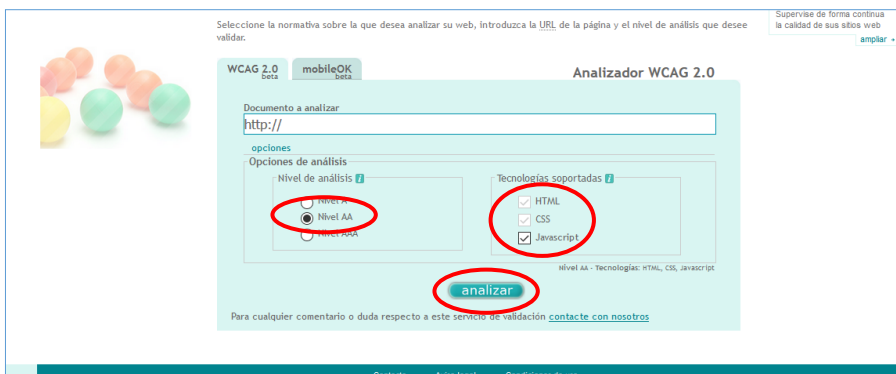 Supervise de forma continua
la calidad de sus sitios web
ampliar
Seleccione la normativa sobre la que desea analizar su web, introduzca la URL de la página y el nivel de análisis que desee
validar.
WCAG 2.0
beta
mobileOK
beta
Analizador WCAG 2.0
Documento a analizar
http://
opciones
Opciones de análisis
Nivel de análisis
Nivel A
Nivel AA
Nivel AAA
Tecnologías soportadas
HTML
CSS
Javascript
Nivel AA - Tecnologías: HTML, CSS, Javascript
analizar
Para cualquier comentario o duda respecto a este servicio de validación contacte con nosotros